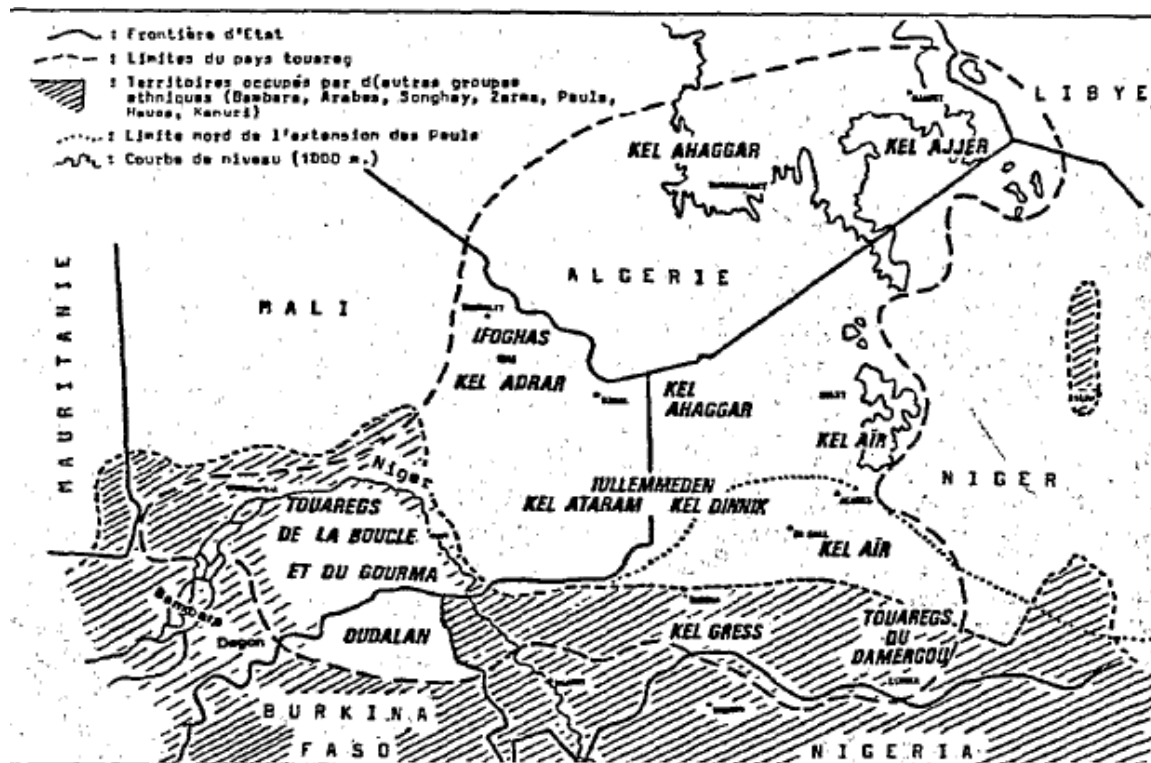 : Frontière d'Etat
: Limites du pays touareg
: Territoires occupés par d(autres groupes
ethniques (Bambara, Arabes, Songhay, Zarma, Peuls,
Hausa, Kanuri)
: Limite nord de l'extension des Peuls
: Courbe de niveau (1000 m.)
LIBYE
KEL AHAGGAR
KEL AJJER
ALGERIE
MALI
MAURITANIE
IFOGHAS
KEL ADRAR
KEL
AHAGGAR
KEL AÏR
NIGER
Niger
IULLEMMEDEN
KEL ATARAM
KEL DINNIK
TOUAREGS
DE LA BOUCLE
ET DU GOURMA
KEL AÏR
Bambara
Dogon
OUDALAN
KEL GRESS
TOUAREGS
DU
DAMERGOU
BURKINA
FASO
NIGERIA